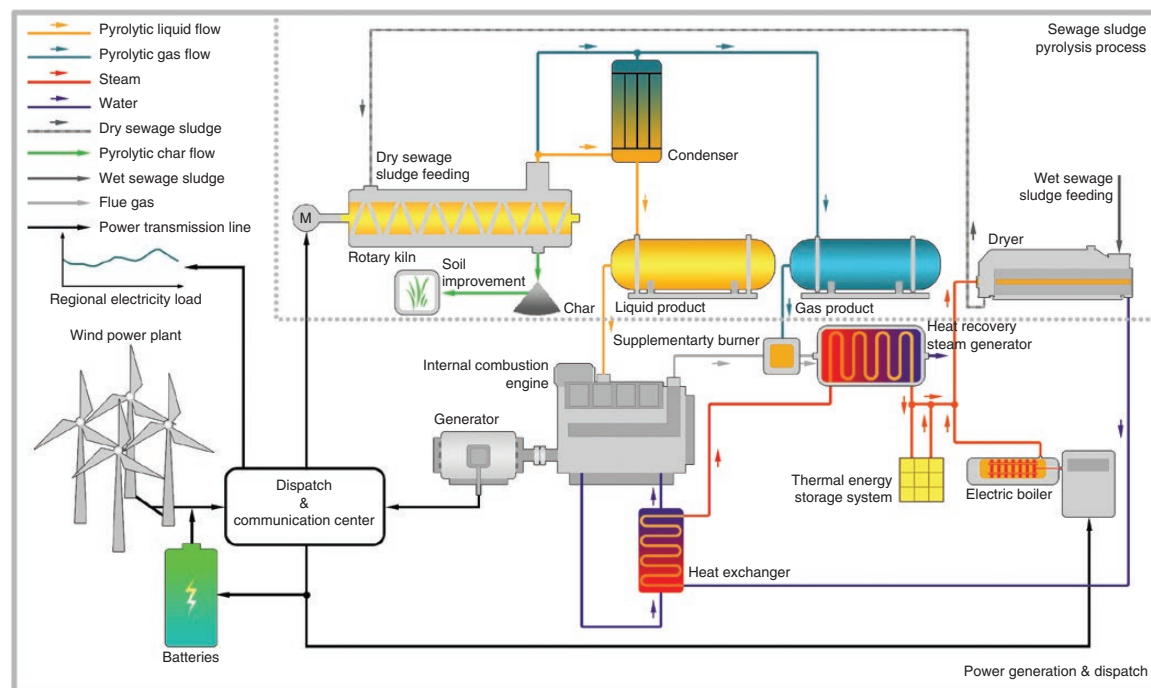 Pyrolytic liquid flow
Pyrolytic gas flow
Steam
Water
Dry sewage sludge
Pyrolytic char flow
Wet sewage sludge
Flue gas
Power transmission line
Regional electricity load
Sewage sludge
pyrolysis process
Condenser
Dry sewage
sludge feeding
M
Rotary kiln
Soil
improvement
Char
Liquid product
Gas product
Wet sewage
sludge feeding
Dryer
Wind power plant
Supplementarty burner
Heat recovery
steam generator
Internal combustion
engine
Generator
Dispatch
&
communication center
Thermal energy
storage system
Electric boiler
Heat exchanger
Batteries
Power generation & dispatch